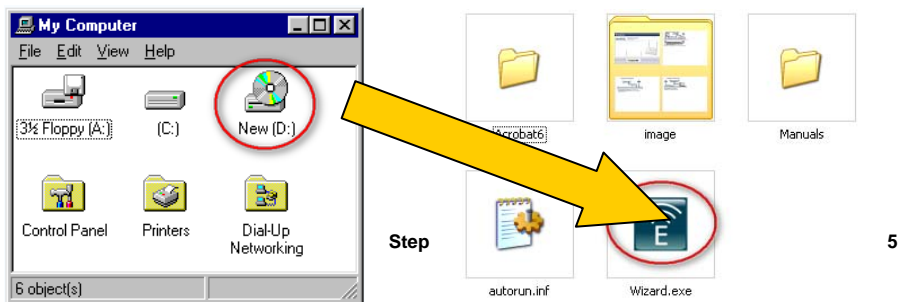 My Computer
File Edit View Help
3½ Floppy (A:) (C:) New (D:)
Control Panel Printers Dial-Up
Networking
6 object(s)
Acrobat6 image Manuals
E
autorun.inf Wizard.exe
Step 5